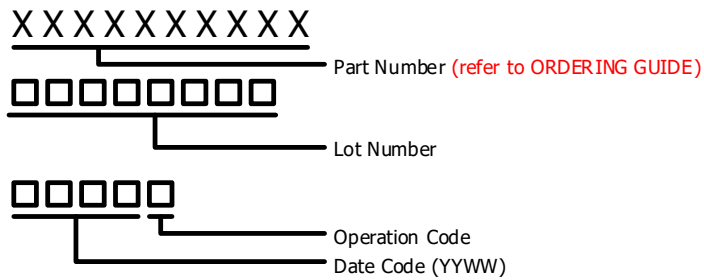 XXXXXXXXXX
Part Number (refer to ORDERING GUIDE)
□□□□□□□□
Lot Number
□□□□□
Operation Code
Date Code (YYWW)